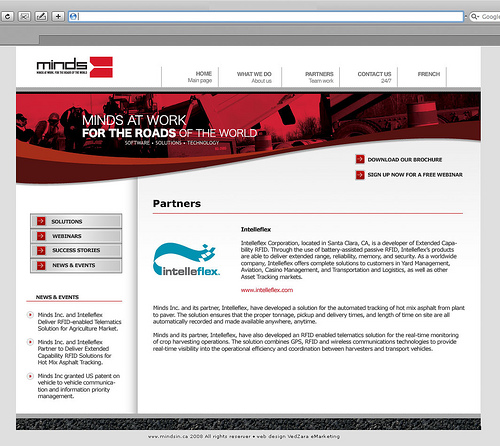 Google
minds
MINDS AT WORK. FOR THE ROADS OF THE WORLD
HOME
Main page
WHAT WE DO
About us
PARTNERS
Team work
CONTACT US
24/7
FRENCH
MINDS AT WORK
FOR THE ROADS OF THE WORLD
SOFTWARE • SOLUTIONS • TECHNOLOGY
DOWNLOAD OUR BROCHURE
SIGN UP NOW FOR A FREE WEBINAR
SOLUTIONS
WEBINARS
SUCCESS STORIES
NEWS & EVENTS
NEWS & EVENTS
Minds Inc. and Intelleflex
Deliver RFID-enabled Telematics
Solution for Agriculture Market.
Minds Inc. and Intelleflex
Partner to Deliver Extended
Capability RFID Solutions for
Hot Mix Asphalt Tracking.
Minds Inc granted US patent on
vehicle to vehicle communica-
tion and information priority
management.
Partners
intelleflex.
Intelleflex
Intelleflex Corporation, located in Santa Clara, CA, is a developer of Extended Capa-
bility RFID. Through the use of battery-assisted passive RFID, Intelleflex's products
are able to deliver extended range, reliability, memory, and security. As a worldwide
company, Intelleflex offers complete solutions to customers in Yard Management,
Aviation, Casino Management, and Transportation and Logistics, as well as other
Asset Tracking markets.
www.intelleflex.com
Minds Inc. and its partner, Intelleflex, have developed a solution for the automated tracking of hot mix asphalt from plant
to paver. The solution ensures that the proper tonnage, pickup and delivery times, and length of time on site are all
automatically recorded and made available everywhere, anytime.
Minds and its partner, Intelleflex, have also developed an RFID enabled telematics solution for the real-time monitoring
of crop harvesting operations. The solution combines GPS, RFID and wireless communications technologies to provide
real-time visibility into the operational efficiency and coordination between harvesters and transport vehicles.
www.mindsin.ca 2008 All rights reserver • web design VedZara eMarketing